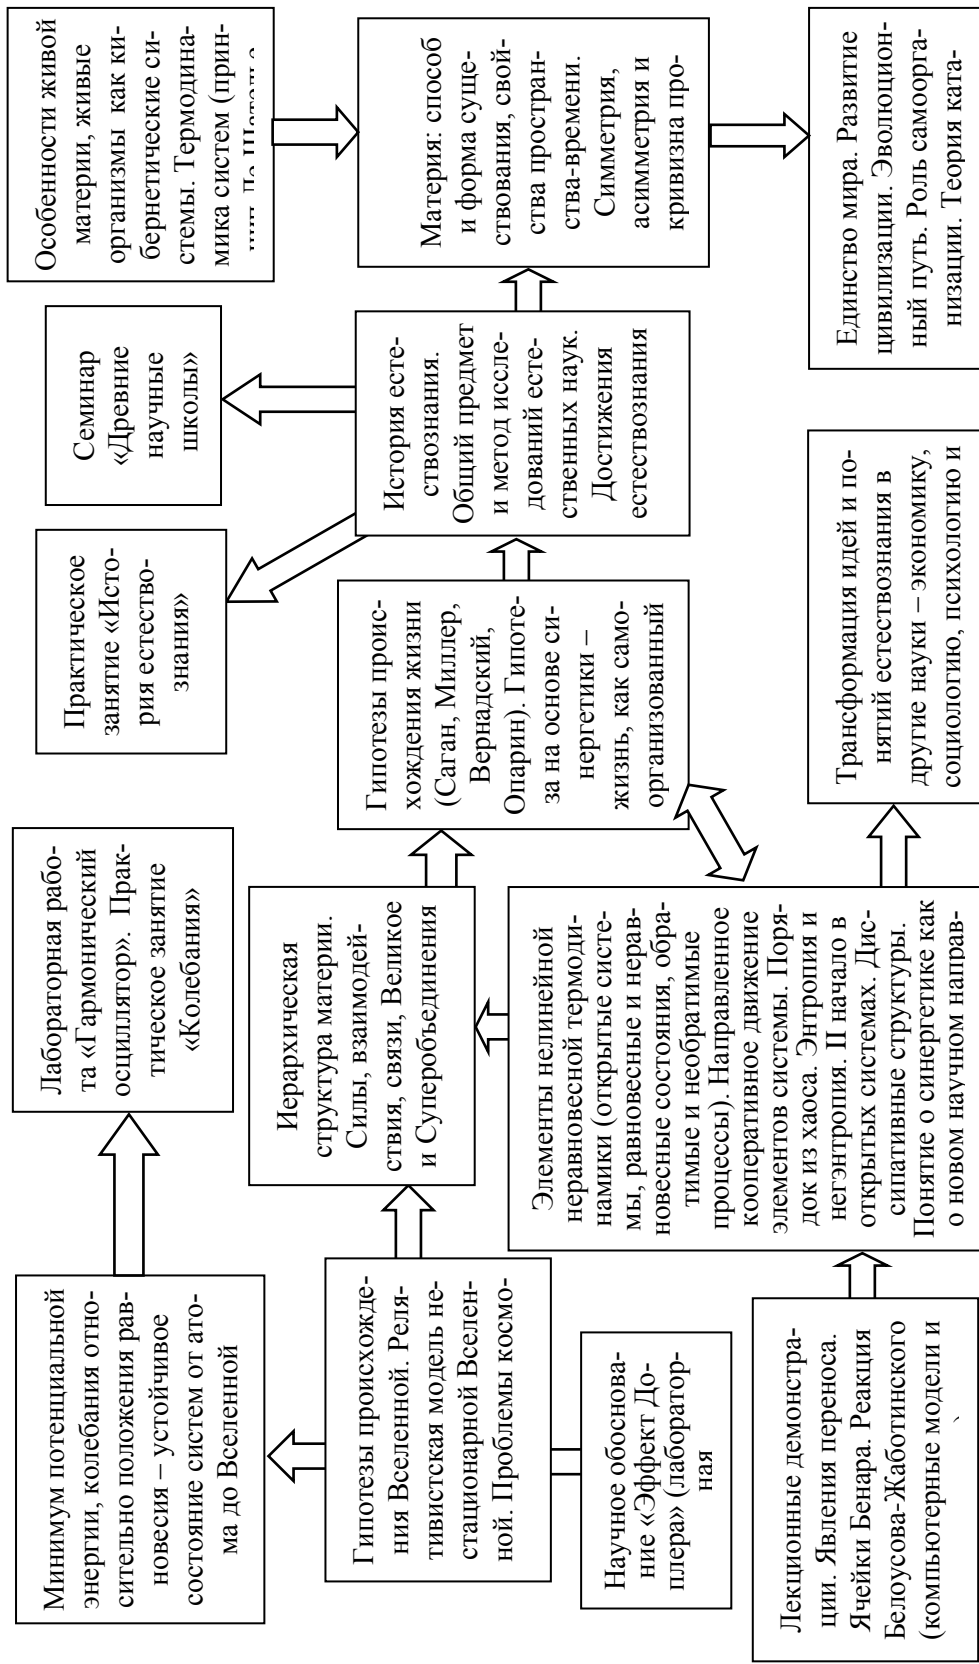 Минимум потенциальной
энергии, колебания отно-
сительно положения рав-
новесия – устойчивое
состояние систем от ато-
ма до Вселенной
Лабораторная рабо-
та «Гармонический
осциллятор». Прак-
тическое занятие
«Колебания»
Практическое
занятие «Исто-
рия естество-
знания»
Семинар
«Древние
научные
школы»
Особенности живой
материи, живые
организмы как ки-
бернетические си-
стемы. Термодина-
мика систем (прин-
Гипотезы происхожде-
ния Вселенной. Реля-
тивистская модель не-
стационарной Вселен-
ной. Проблемы космо-
Иерархическая
структура материи.
Силы, взаимодей-
ствия, связи, Великое
и Суперобъединения
Гипотезы проис-
хождения жизни
(Саган, Миллер,
Вернадский,
Опарин). Гипоте-
за на основе си-
нергетики –
жизнь, как само-
организованный
История есте-
ствознания.
Общий предмет
и метод иссле-
дований есте-
ственных наук.
Достижения
естествознания
Материя: способ
и форма суще-
ствования, свой-
ства простран-
ства-времени.
Симметрия,
асимметрия и
кривизна про-
Научное обоснова-
ние «Эффект До-
плера» (лаборатор-
ная
Элементы нелинейной
неравновесной термоди-
намики (открытые систе-
мы, равновесные и нерав-
новесные состояния, обра-
тимые и необратимые
процессы). Направленное
кооперативное движение
элементов системы. Поря-
док из хаоса. Энтропия и
негэнтропия. II начало в
открытых системах. Дис-
сипативные структуры.
Понятие о синергетике как
о новом научном направ-
Лекционные демонстра-
ции. Явления переноса.
Ячейки Бенара. Реакция
Белоусова-Жаботинского
(компьютерные модели и
Трансформация идей и по-
нятий естествознания в
другие науки – экономику,
социологию, психологию и
Единство мира. Развитие
цивилизации. Эволюцион-
ный путь. Роль самоорга-
низации. Теория ката-